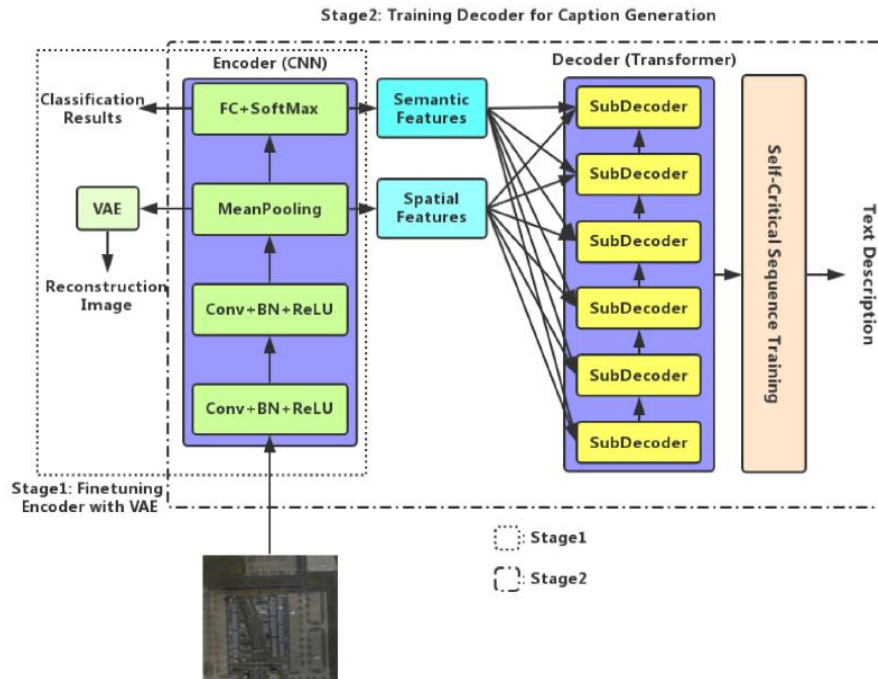 Stage2: Training Decoder for Caption Generation
Encoder (CNN)
Decoder (Transformer)
Classification
Results
FC+SoftMax
Semantic
Features
SubDecoder
VAE
MeanPooling
Spatial
Features
SubDecoder
Reconstruction
Image
Conv+BN+ReLU
SubDecoder
SubDecoder
Conv+BN+ReLU
SubDecoder
SubDecoder
Self-Critical Sequence Training
Text Description
Stage1: Finetuning
Encoder with VAE
: Stage1
: Stage2